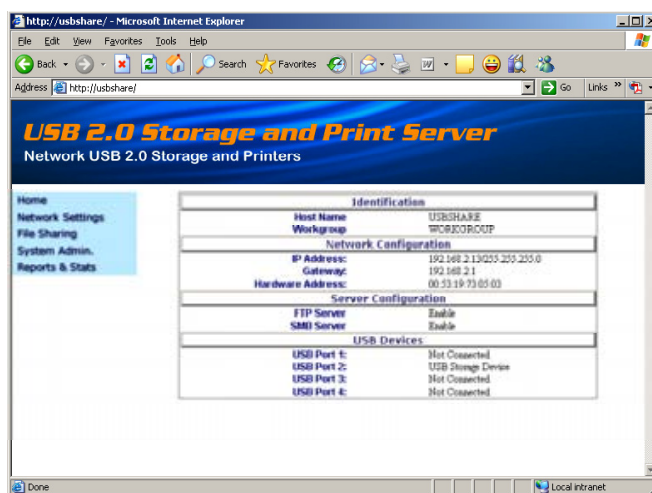 http://usbshare/ - Microsoft Internet Explorer
File Edit View Favorites Tools Help
Back Search Favorites
Address http://usbshare/ Go Links »
USB 2.0 Storage and Print Server
Network USB 2.0 Storage and Printers
Home
Network Settings
File Sharing
System Admin.
Reports & Stats
Identification
Host Name USBSHARE
Workgroup WORKGROUP
Network Configuration
IP Address: 192.168.2.13/255.255.255.0
Gateway: 192.168.2.1
Hardware Address: 00:53:19:73:05:03
Server Configuration
FTP Server Enable
SMB Server Enable
USB Devices
USB Port 1: Not Connected
USB Port 2: USB Storage Device
USB Port 3: Not Connected
USB Port 4: Not Connected
Done Local intranet